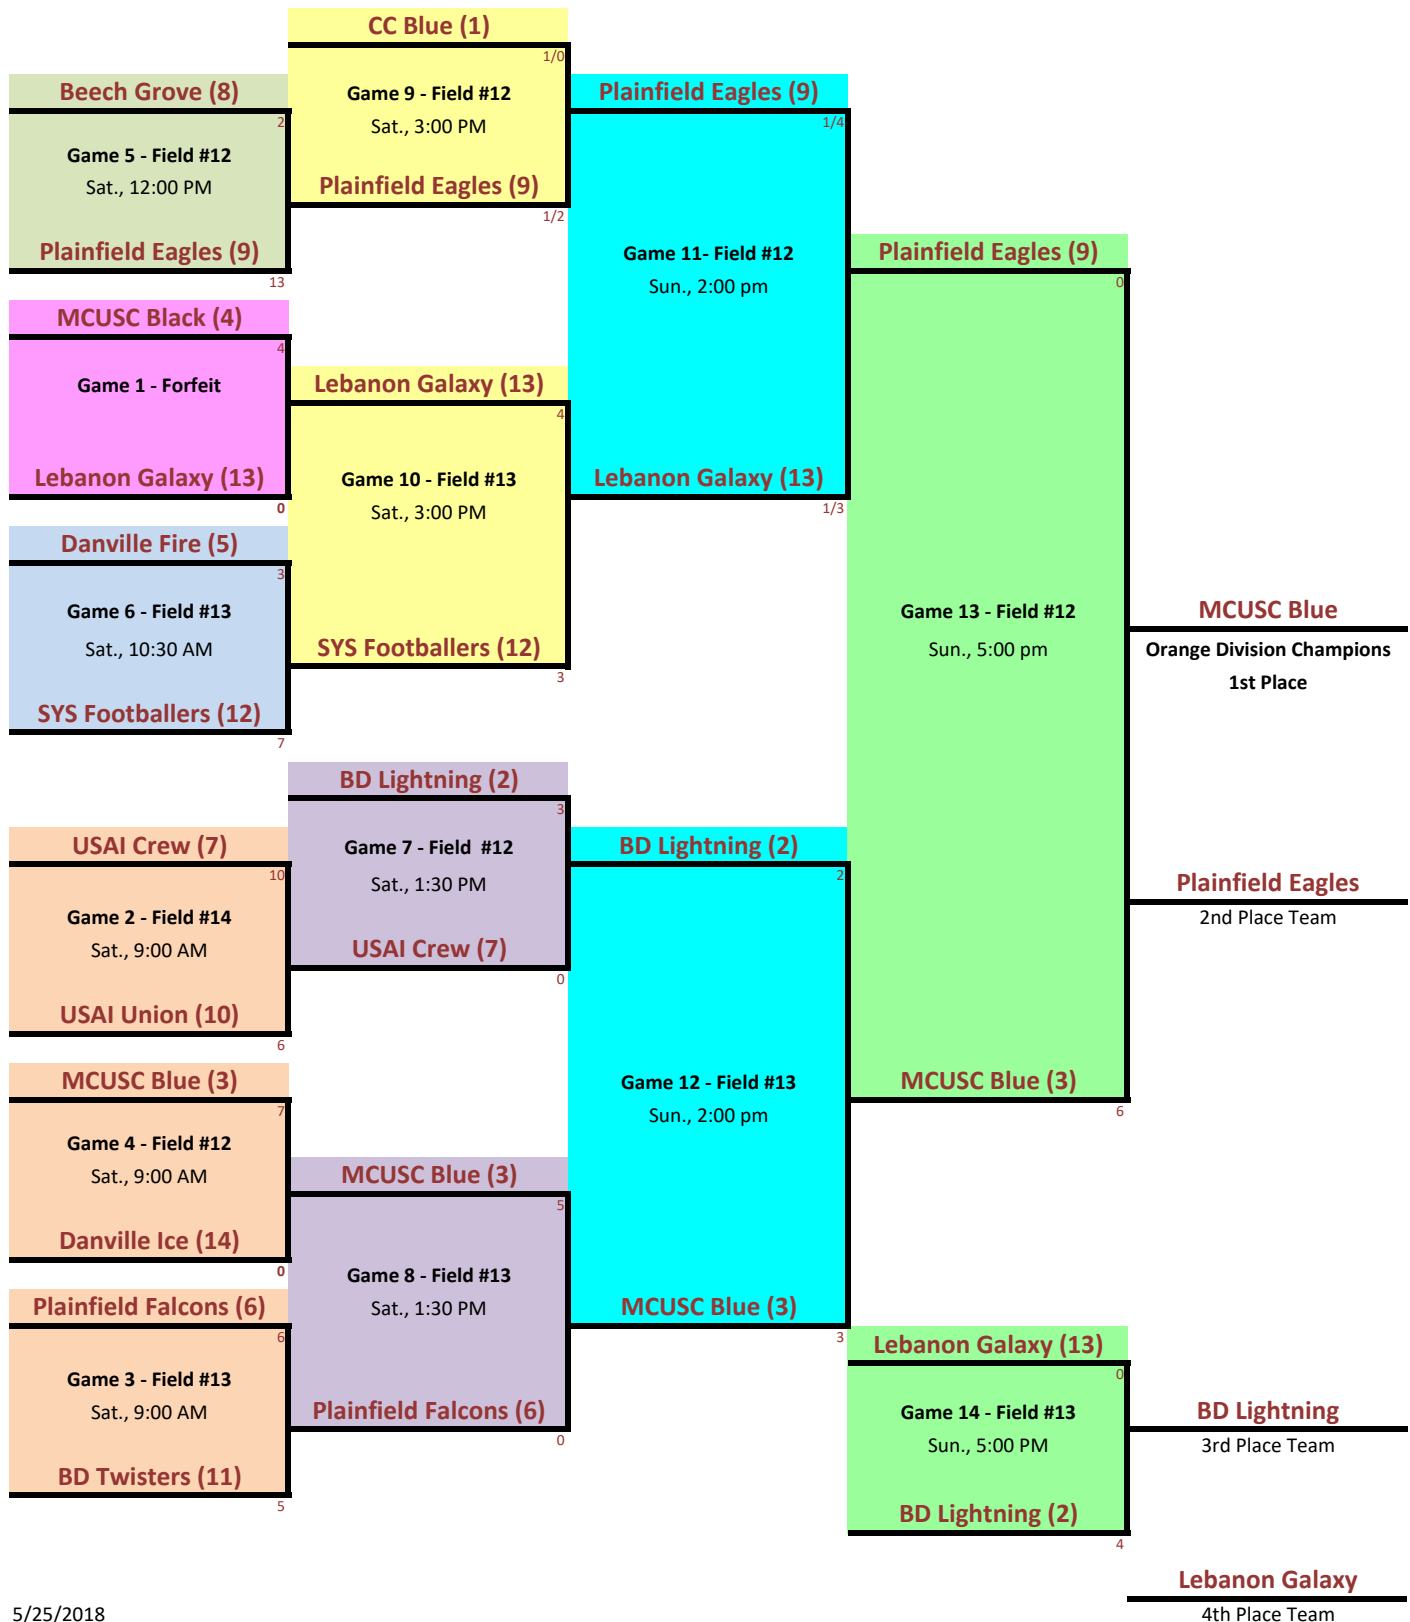 CC Blue (1)
1/0
Game 9 - Field #12
Sat., 3:00 PM
Plainfield Eagles (9)
1/2
Beech Grove (8)
2
Game 5 - Field #12
Sat., 12:00 PM
Plainfield Eagles (9)
13
Plainfield Eagles (9)
1/4
Game 11- Field #12
Sun., 2:00 pm
Lebanon Galaxy (13)
1/3
MCUSC Black (4)
4
Game 1 - Forfeit
Lebanon Galaxy (13)
0
Lebanon Galaxy (13)
4
Game 10 - Field #13
Sat., 3:00 PM
SYS Footballers (12)
3
Danville Fire (5)
3
Game 6 - Field #13
Sat., 10:30 AM
SYS Footballers (12)
7
Plainfield Eagles (9)
0
Game 13 - Field #12
Sun., 5:00 pm
MCUSC Blue (3)
6
MCUSC Blue
Orange Division Champions
1st Place
Plainfield Eagles
2nd Place Team
BD Lightning (2)
3
Game 7 - Field #12
Sat., 1:30 PM
USAI Crew (7)
0
USAI Crew (7)
10
Game 2 - Field #14
Sat., 9:00 AM
USAI Union (10)
6
BD Lightning (2)
2
Game 12 - Field #13
Sun., 2:00 pm
MCUSC Blue (3)
3
MCUSC Blue (3)
7
Game 4 - Field #12
Sat., 9:00 AM
Danville Ice (14)
0
MCUSC Blue (3)
5
Game 8 - Field #13
Sat., 1:30 PM
Plainfield Falcons (6)
0
Plainfield Falcons (6)
6
Game 3 - Field #13
Sat., 9:00 AM
BD Twisters (11)
5
Lebanon Galaxy (13)
0
Game 14 - Field #13
Sun., 5:00 PM
BD Lightning (2)
4
BD Lightning
3rd Place Team
Lebanon Galaxy
4th Place Team
5/25/2018